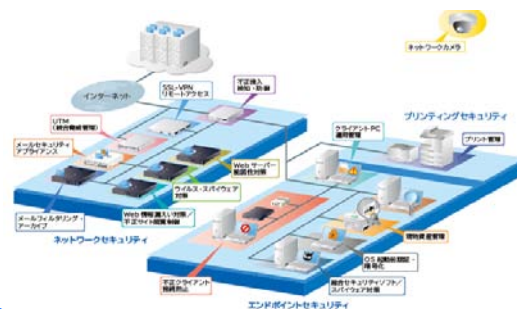 ネットワークカメラ
インターネット
SSL-VPN
リモートアクセス
不正侵入
検知・防御
UTM
(統合脅威管理)
メールセキュリティ
アプライアンス
Webサーバー
脆弱性対策
ウイルス・スパイウェア
対策
メールフィルタリング・
アーカイブ
Web情報漏えい対策/
不正サイト閲覧制御
ネットワークセキュリティ
プリンティングセキュリティ
クライアントPC
運用管理
プリント管理
現物資産管理
OS起動前認証・
暗号化
統合セキュリティソフト/
スパイウェア対策
不正クライアント
接続防止
エンドポイントセキュリティ